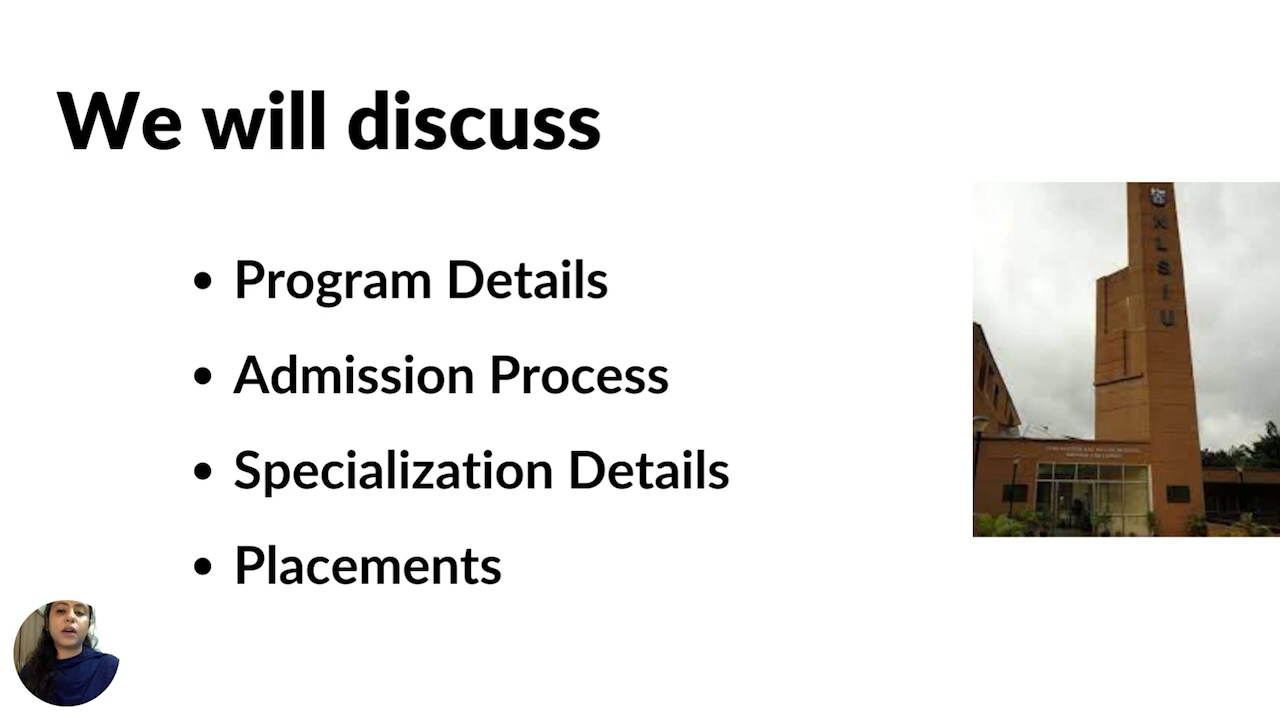 We will discuss
• Program Details
• Admission Process
• Specialization Details
• Placements
NLSIU